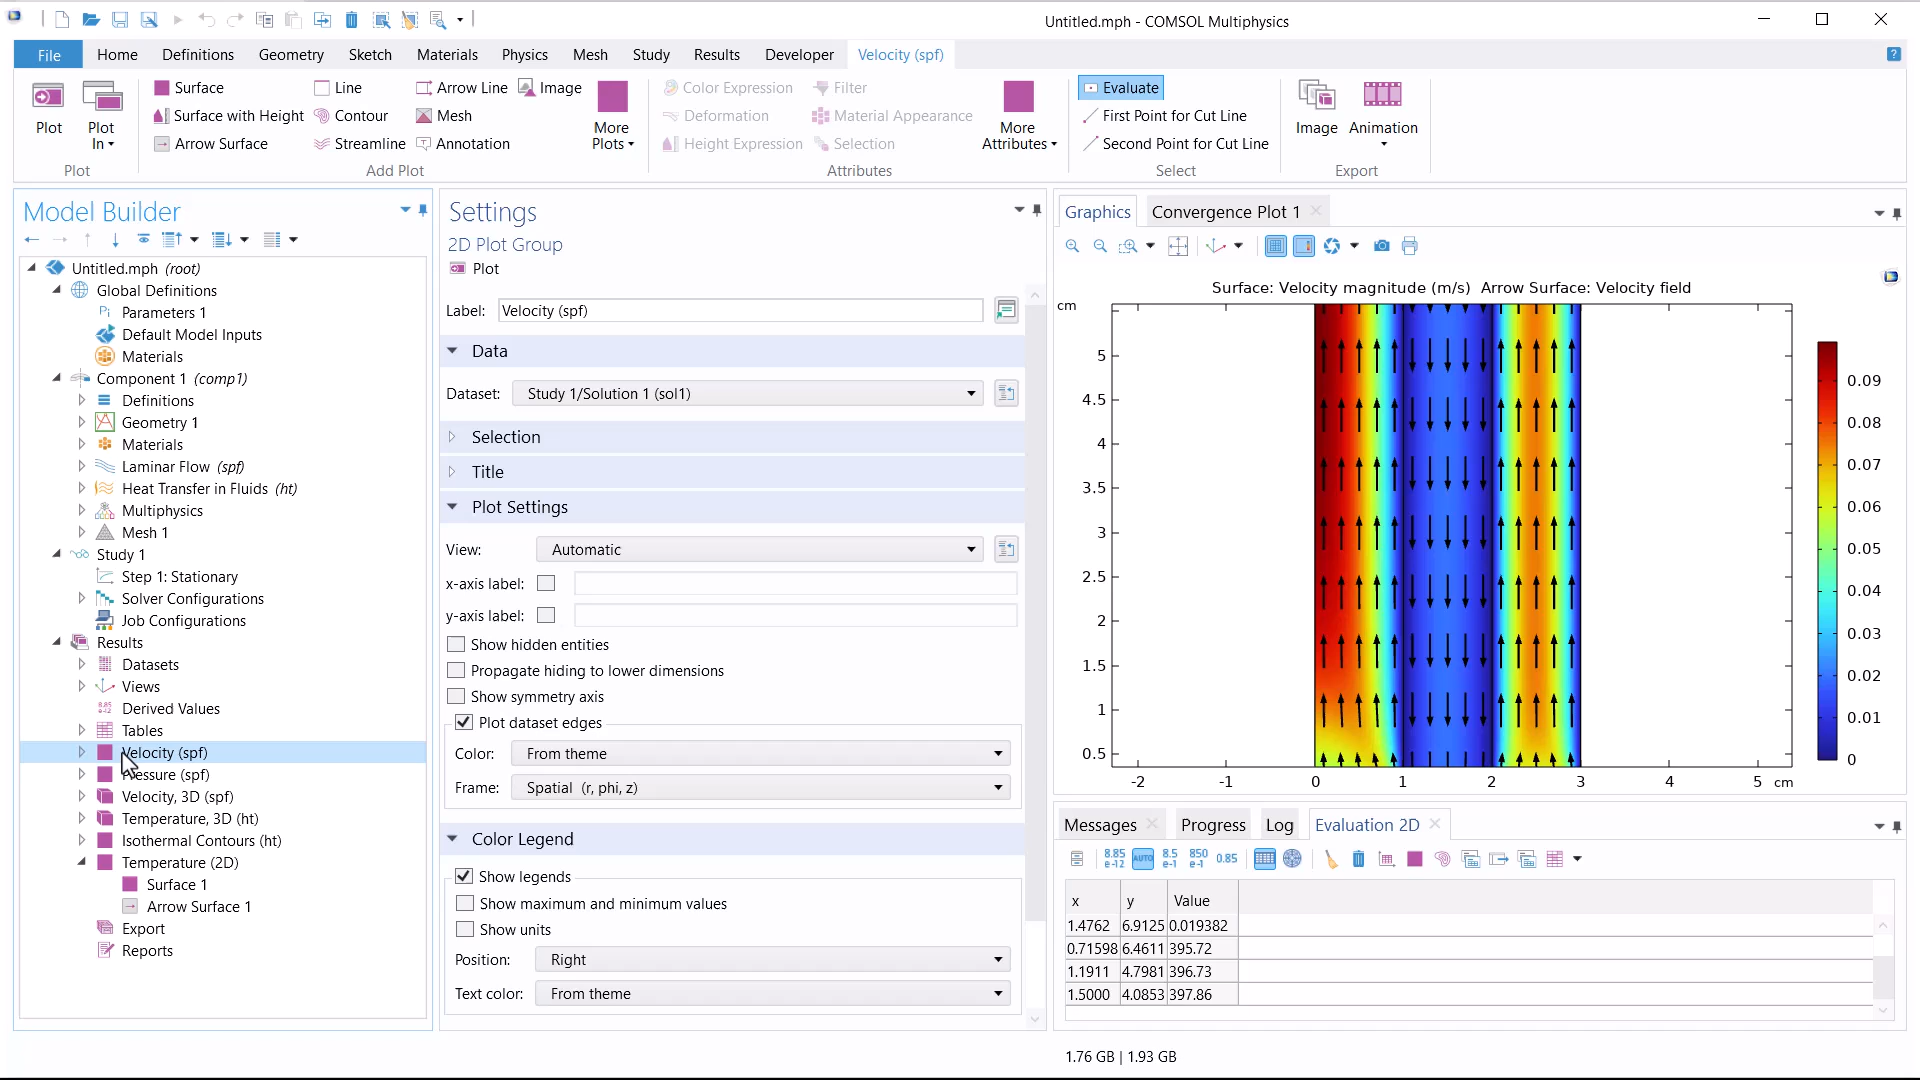 Untitled.mph - COMSOL Multiphysics
File Home Definitions Geometry Sketch Materials Physics Mesh Study Results Developer Velocity (spf)
Plot
Plot In
Plot
Surface
Surface with Height
Arrow Surface
Line
Contour
Streamline
Arrow Line
Mesh
Annotation
Image
More Plots
Add Plot
Color Expression
Deformation
Height Expression
Filter
Material Appearance
Selection
More Attributes
Attributes
Evaluate
First Point for Cut Line
Second Point for Cut Line
Select
Image
Animation
Export
Model Builder
Untitled.mph (root)
Global Definitions
Pi Parameters 1
Default Model Inputs
Materials
Component 1 (comp1)
Definitions
Geometry 1
Materials
Laminar Flow (spf)
Heat Transfer in Fluids (ht)
Multiphysics
Mesh 1
Study 1
Step 1: Stationary
Solver Configurations
Job Configurations
Results
Datasets
Views
8.85 e-12 Derived Values
Tables
Velocity (spf)
Pressure (spf)
Velocity, 3D (spf)
Temperature, 3D (ht)
Isothermal Contours (ht)
Temperature (2D)
Surface 1
Arrow Surface 1
Export
Reports
Settings
2D Plot Group
Plot
Label: Velocity (spf)
Data
Dataset: Study 1/Solution 1 (sol1)
Selection
Title
Plot Settings
View: Automatic
x-axis label:
y-axis label:
Show hidden entities
Propagate hiding to lower dimensions
Show symmetry axis
Plot dataset edges
Color: From theme
Frame: Spatial (r, phi, z)
Color Legend
Show legends
Show maximum and minimum values
Show units
Position: Right
Text color: From theme
Graphics Convergence Plot 1
Surface: Velocity magnitude (m/s) Arrow Surface: Velocity field
cm
5
4.5
4
3.5
3
2.5
2
1.5
1
0.5
-2 -1 0 1 2 3 4 5 cm
0.09
0.08
0.07
0.06
0.05
0.04
0.03
0.02
0.01
0
Messages Progress Log Evaluation 2D
8.85 e-12 AUTO 8.5 e-1 850 e-1 0.85
x y Value
1.4762 6.9125 0.019382
0.71598 6.4611 395.72
1.1911 4.7981 396.73
1.5000 4.0853 397.86
1.76 GB | 1.93 GB